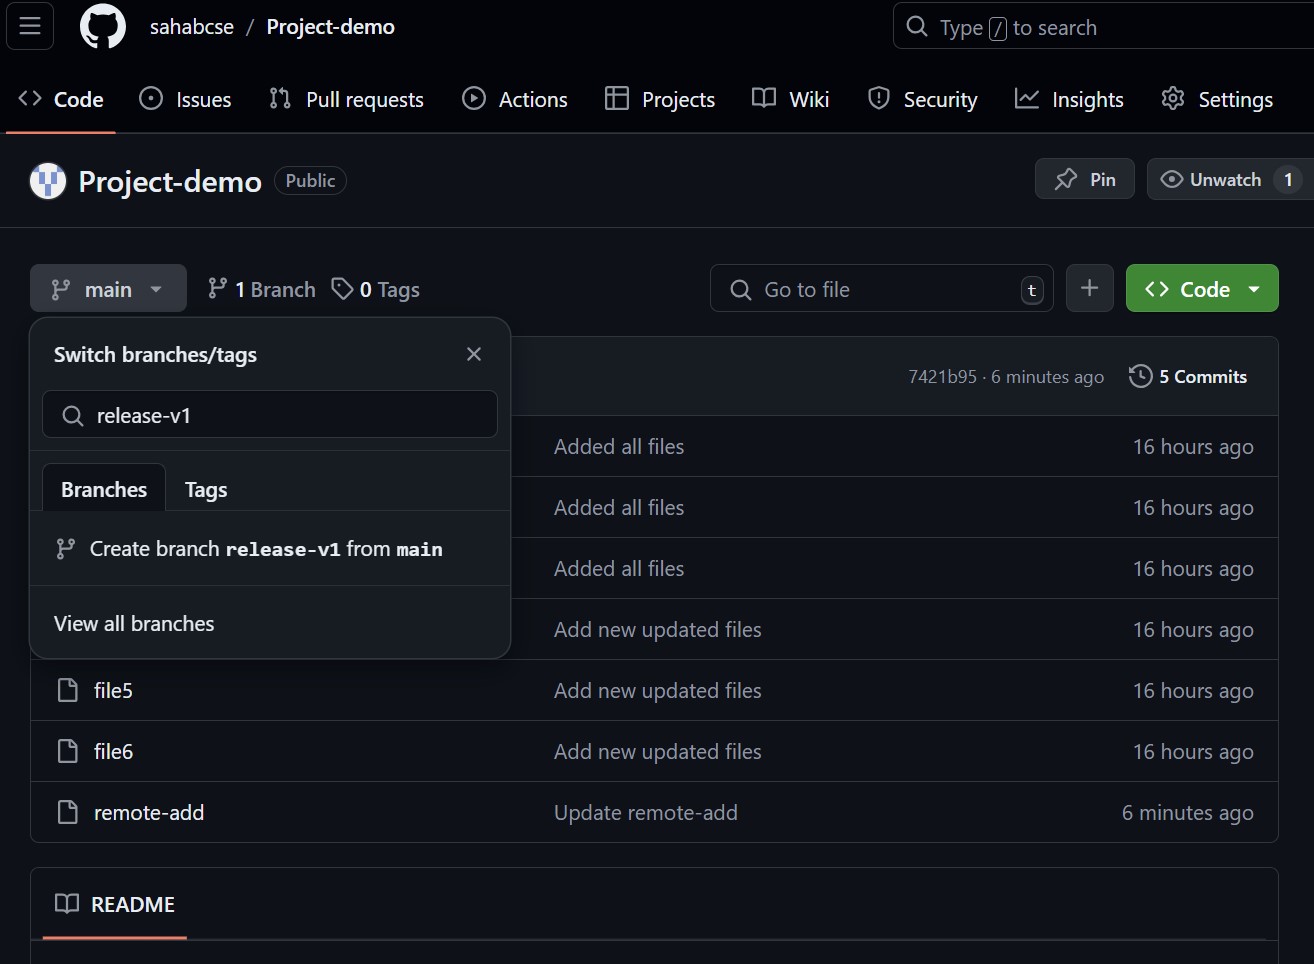 sahabcse / Project-demo
Type / to search
Code Issues Pull requests Actions Projects Wiki Security Insights Settings
Project-demo Public
Pin Unwatch 1
main 1 Branch 0 Tags Go to file t + Code
Switch branches/tags
7421b95 · 6 minutes ago 5 Commits
release-v1
Added all files 16 hours ago
Branches Tags
Added all files 16 hours ago
Create branch release-v1 from main
Added all files 16 hours ago
View all branches
Add new updated files 16 hours ago
file5 Add new updated files 16 hours ago
file6 Add new updated files 16 hours ago
remote-add Update remote-add 6 minutes ago
README